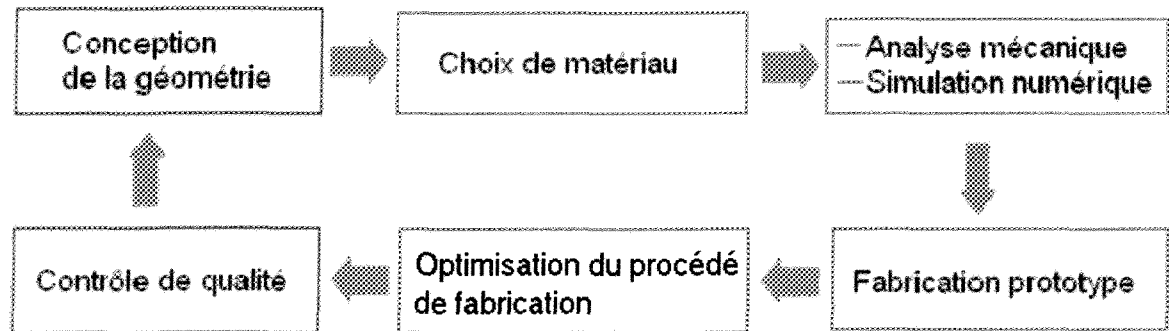 Conception
de la géométrie
Choix de matériau
—Analyse mécanique
—Simulation numérique
Contrôle de qualité
Optimisation du procédé
de fabrication
Fabrication prototype